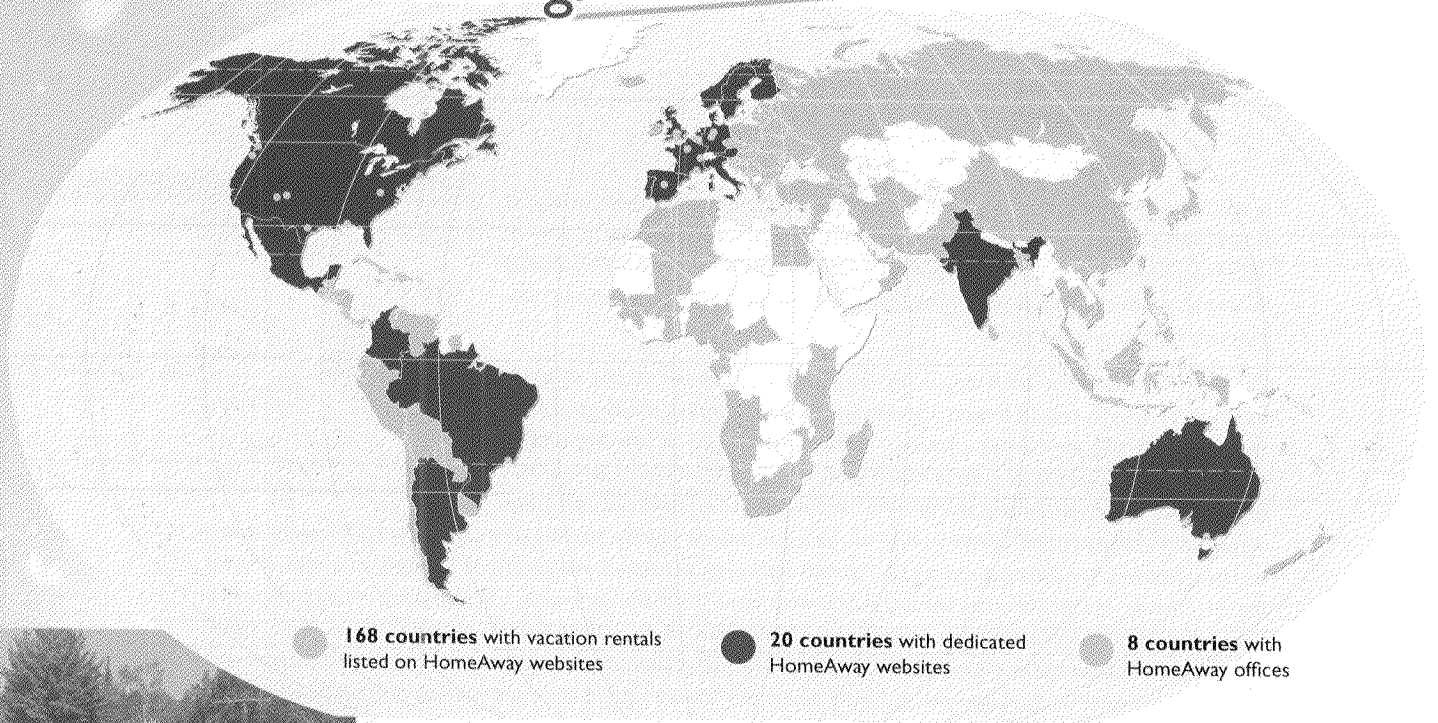 168 countries with vacation rentals
listed on HomeAway websites
20 countries with dedicated
HomeAway websites
8 countries with
HomeAway offices